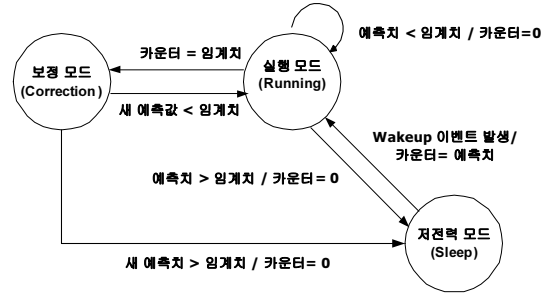 예측치 < 임계치 / 카운터=0
카운터 = 임계치
보정 모드
(Correction)
실행 모드
(Running)
새 예측값 < 임계치
Wakeup 이벤트 발생/
카운터= 예측치
예측치 > 임계치 / 카운터= 0
저전력 모드
(Sleep)
새 예측치 > 임계치 / 카운터= 0